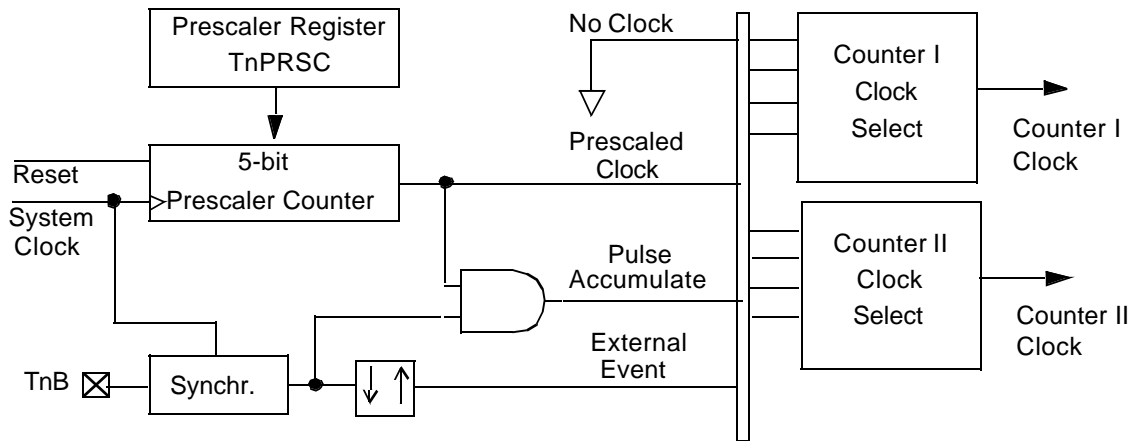 Prescaler Register
TnPRSC
No Clock
Counter I
Clock
Select
Counter I
Clock
Reset
5-bit
Prescaler Counter
Prescaled
Clock
System
Clock
Counter II
Clock
Select
Counter II
Clock
Pulse
Accumulate
External
Event
TnB
Synchr.